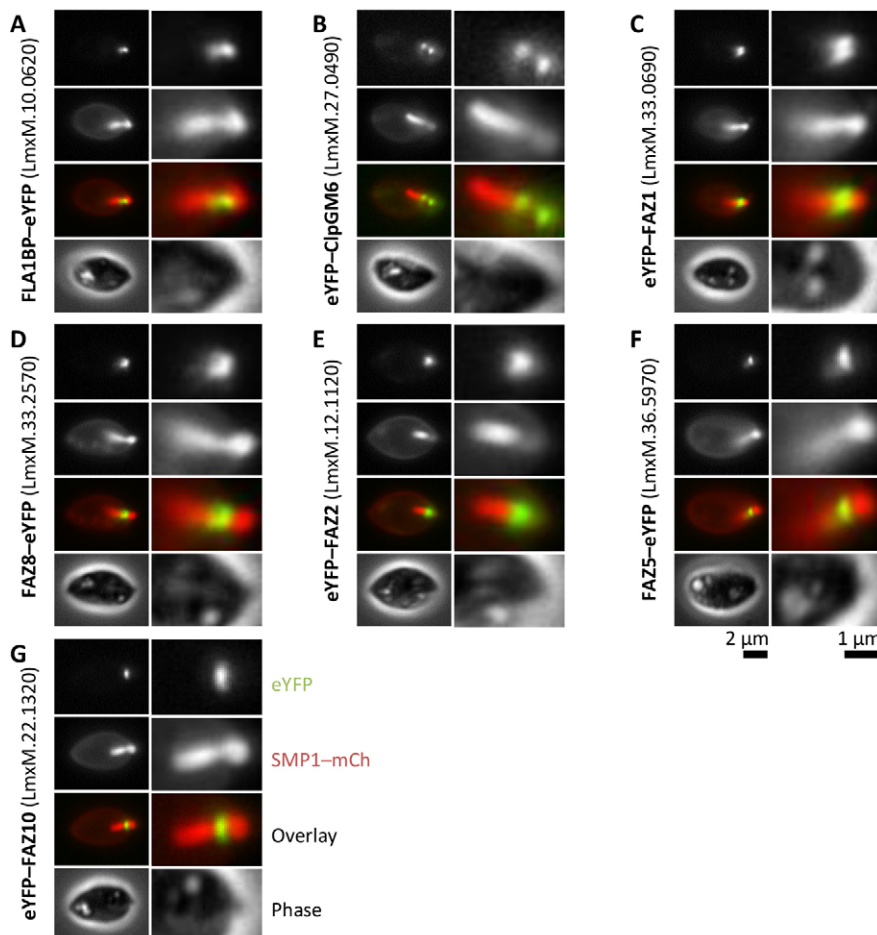 A
FLA1BP–eYFP (LmxM.10.0620)
B
eYFP–ClpGM6 (LmxM.27.0490)
C
eYFP–FAZ1 (LmxM.33.0690)
D
FAZ8–eYFP (LmxM.33.2570)
E
eYFP–FAZ2 (LmxM.12.1120)
F
FAZ5–eYFP (LmxM.36.5970)
2 μm
1 μm
G
eYFP–FAZ10 (LmxM.22.1320)
eYFP
SMP1–mCh
Overlay
Phase